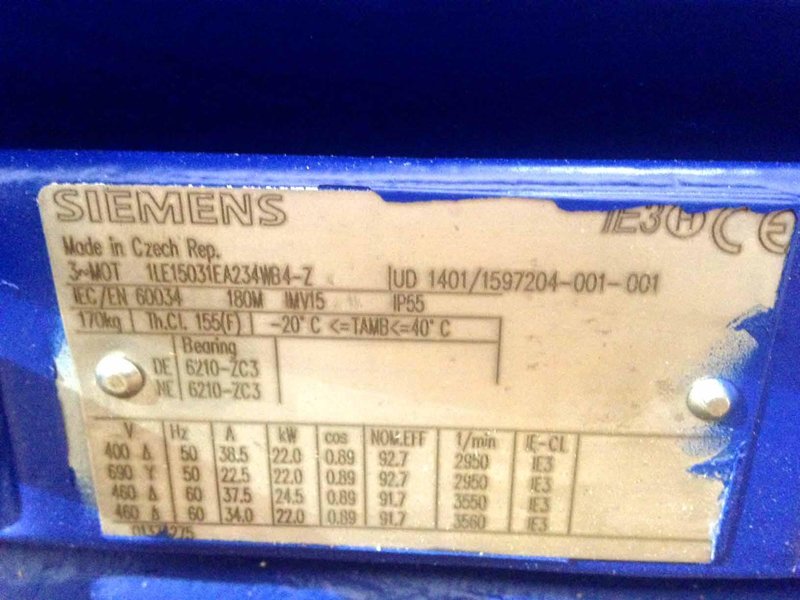 SIEMENS IE3 H CE
Made in Czech Rep.
3~MOT 1LE15031EA234WB4-Z UD 1401/1597204-001-001
IEC/EN 60034 180M IMV15 IP55
170kg Th.Cl. 155(F) -20°C <=TAMB<=40°C
Bearing
DE 6210-ZC3
NE 6210-ZC3
V Hz A kW cos NOM.EFF 1/min IE-CL
400 Δ 50 38.5 22.0 0.89 92.7 2950 IE3
690 Y 50 22.5 22.0 0.89 92.7 2950 IE3
460 Δ 60 37.5 24.5 0.89 91.7 3550 IE3
460 Δ 60 34.0 22.0 0.89 91.7 3560 IE3